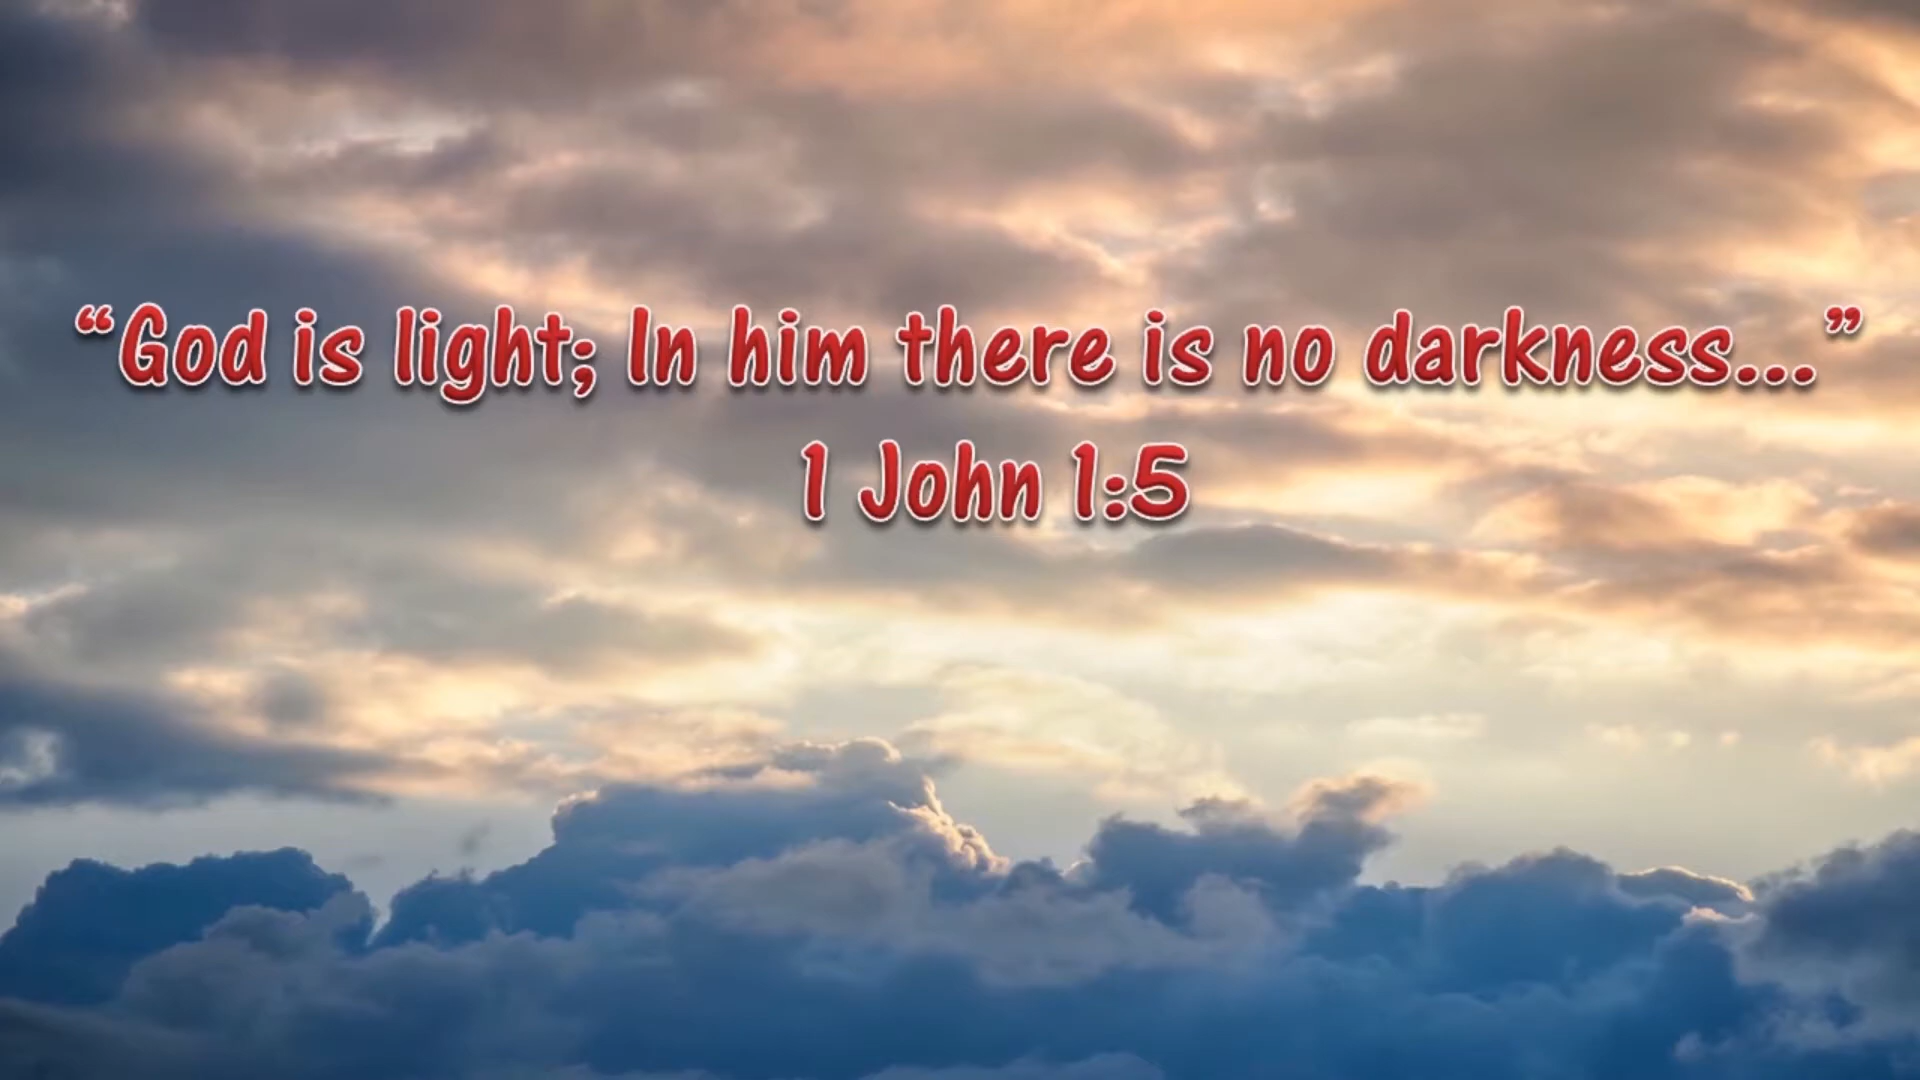 “God is light; In him there is no darkness...”
1 John 1:5